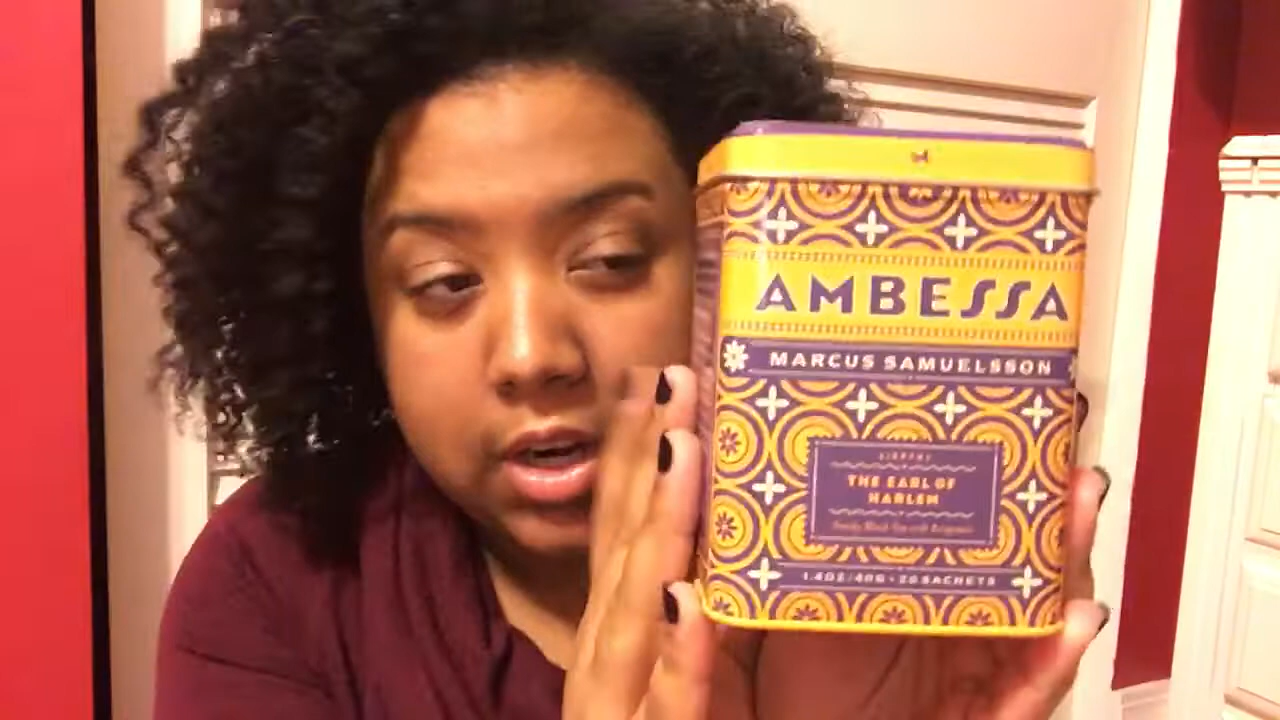 AMBESSA
MARCUS SAMUELSSON
THE EARL OF
HARLEM
1.4OZ/40G • 20 SACHETS